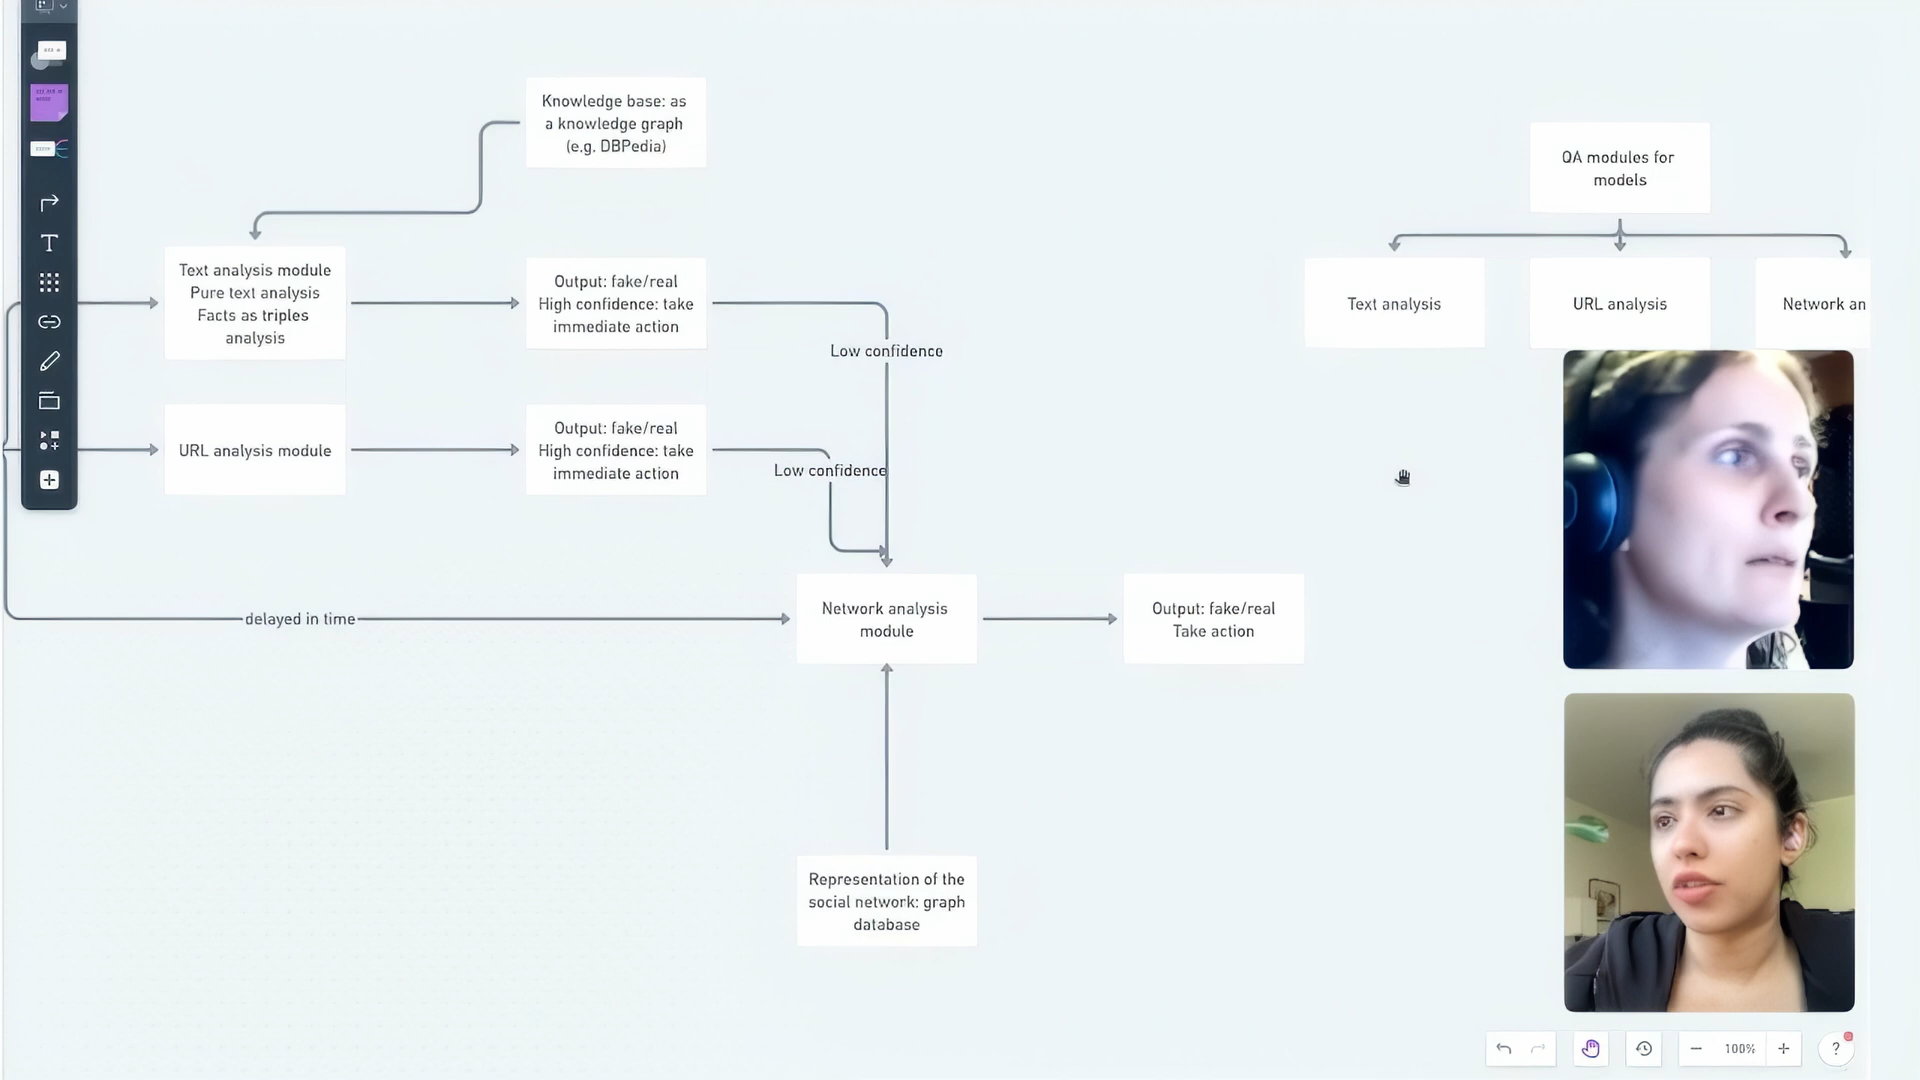 Knowledge base: as
a knowledge graph
(e.g. DBPedia)
QA modules for
models
Text analysis module
Pure text analysis
Facts as triples
analysis
Output: fake/real
High confidence: take
immediate action
Low confidence
Text analysis
URL analysis
Network an
URL analysis module
Output: fake/real
High confidence: take
immediate action
Low confidence
delayed in time
Network analysis
module
Output: fake/real
Take action
Representation of the
social network: graph
database
100%
?